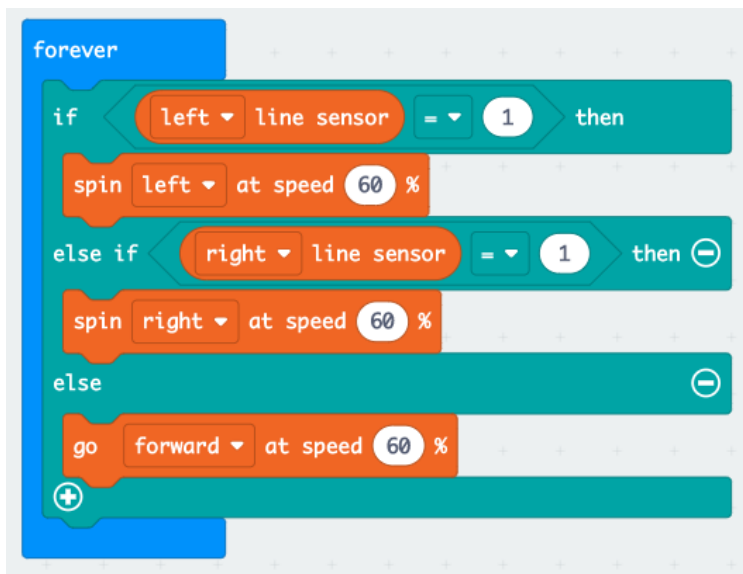 forever
if left line sensor = 1 then
spin left at speed 60 %
else if right line sensor = 1 then
spin right at speed 60 %
else
go forward at speed 60 %